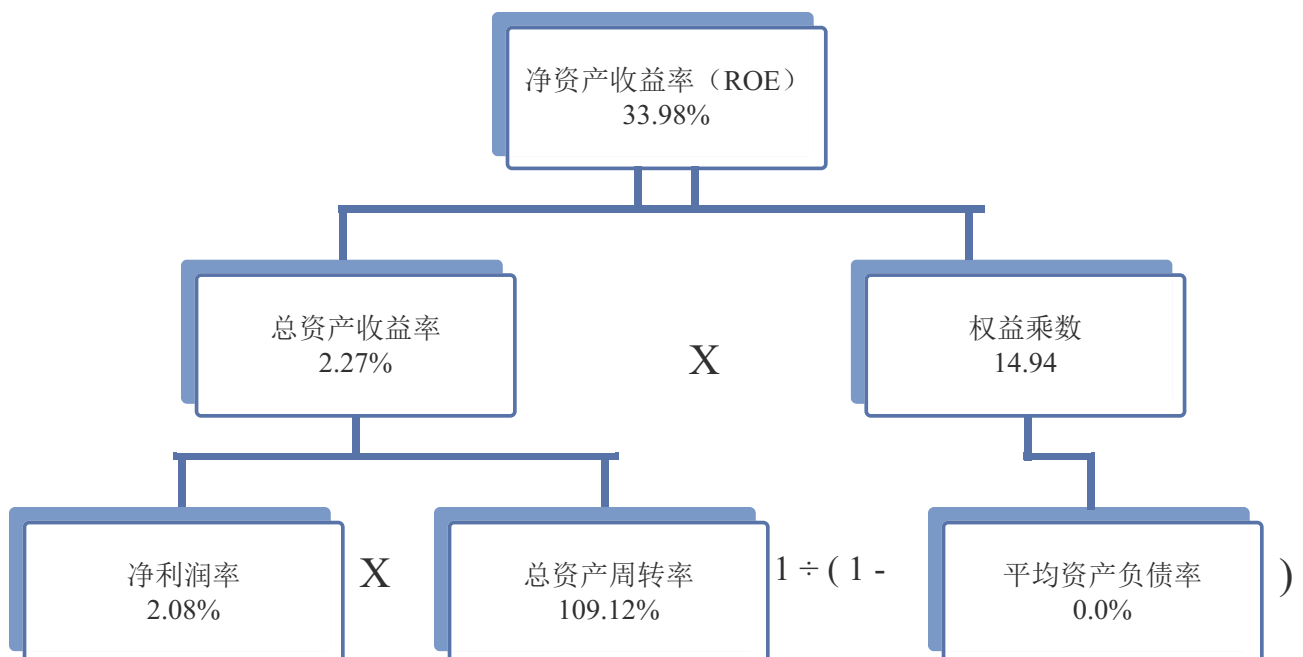 净资产收益率（ROE）
33.98%
总资产收益率
2.27%
X
权益乘数
14.94
净利润率
2.08%
X
总资产周转率
109.12%
1 ÷ ( 1 -
平均资产负债率
0.0%
)